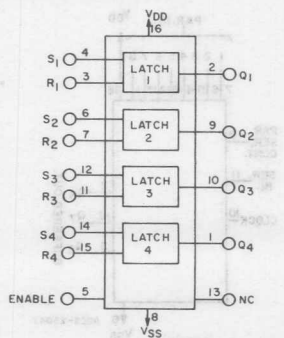 VDD
16
S1 4
R1 3
LATCH
1
2 Q1
S2 6
R2 7
LATCH
2
9 Q2
S3 12
R3 11
LATCH
3
10 Q3
S4 14
R4 15
LATCH
4
1 Q4
ENABLE 5
13 NC
8
VSS